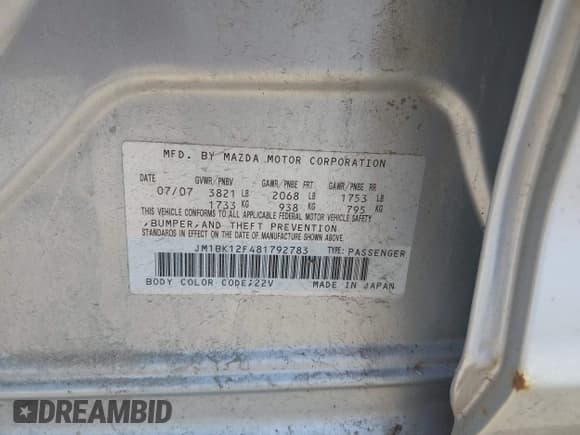 MFD. BY MAZDA MOTOR CORPORATION
DATE GVWR/PNBV GAWR/PNBE FRT GAWR/PNBE RR
07/07 3821 LB 2068 LB 1753 LB
1733 KG 938 KG 795 KG
THIS VEHICLE CONFORMS TO ALL APPLICABLE FEDERAL MOTOR VEHICLE SAFETY
,BUMPER,AND THEFT PREVENTION
STANDARDS IN EFFECT ON THE DATE OF MANUFACTURE SHOWN ABOVE.
JM1BK12F481792783 TYPE:PASSENGER
BODY COLOR CODE:22V MADE IN JAPAN
DREAMBID